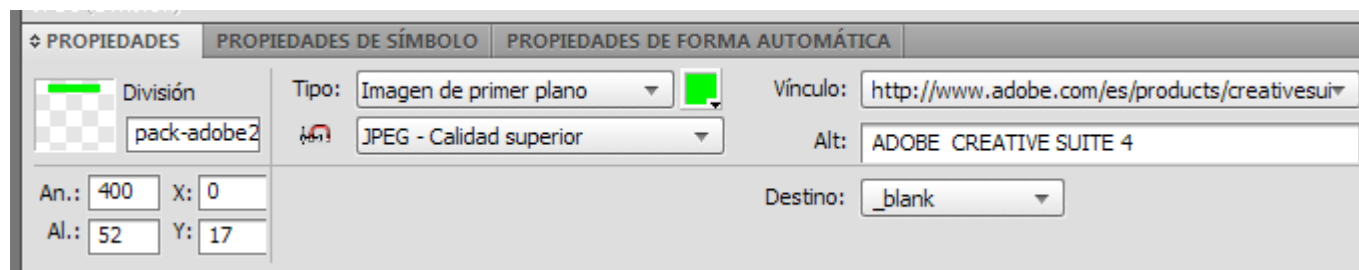 PROPIEDADES PROPIEDADES DE SÍMBOLO PROPIEDADES DE FORMA AUTOMÁTICA
División Tipo: Imagen de primer plano Vínculo: http://www.adobe.com/es/products/creativesui
pack-adobe2 JPEG - Calidad superior Alt: ADOBE CREATIVE SUITE 4
An.: 400 X: 0 Destino: _blank
Al.: 52 Y: 17